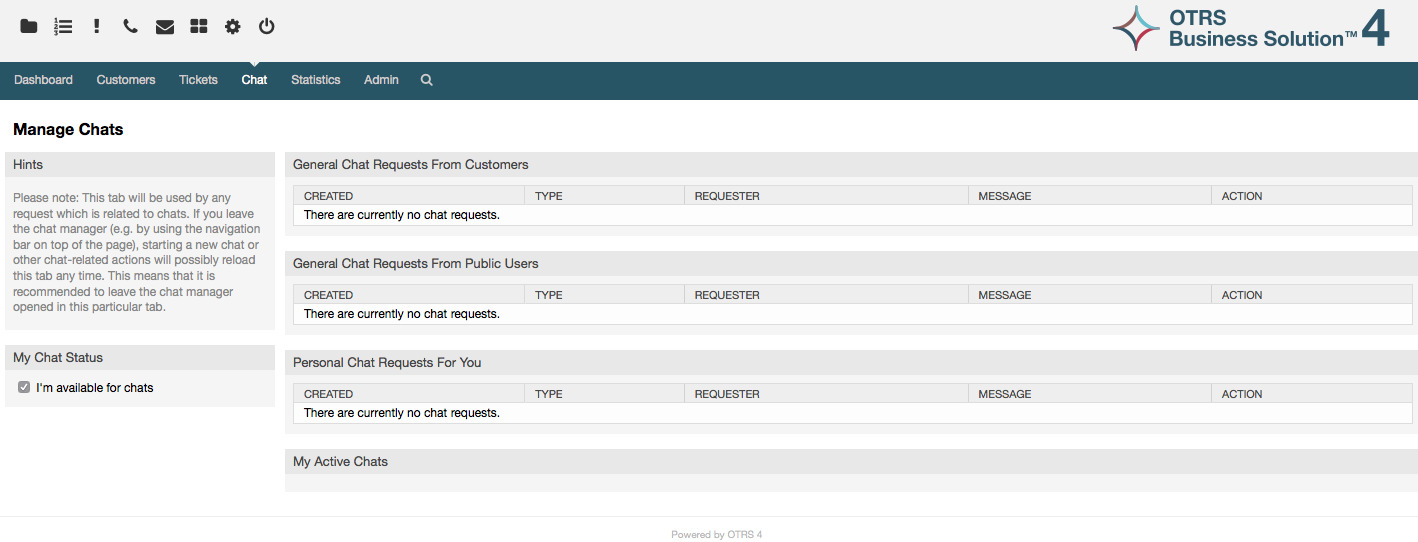 OTRS
Business Solution™ 4
Dashboard Customers Tickets Chat Statistics Admin
Manage Chats
Hints
Please note: This tab will be used by any
request which is related to chats. If you leave
the chat manager (e.g. by using the navigation
bar on top of the page), starting a new chat or
other chat-related actions will possibly reload
this tab any time. This means that it is
recommended to leave the chat manager
opened in this particular tab.
My Chat Status
I'm available for chats
General Chat Requests From Customers
CREATED TYPE REQUESTER MESSAGE ACTION
There are currently no chat requests.
General Chat Requests From Public Users
CREATED TYPE REQUESTER MESSAGE ACTION
There are currently no chat requests.
Personal Chat Requests For You
CREATED TYPE REQUESTER MESSAGE ACTION
There are currently no chat requests.
My Active Chats
Powered by OTRS 4